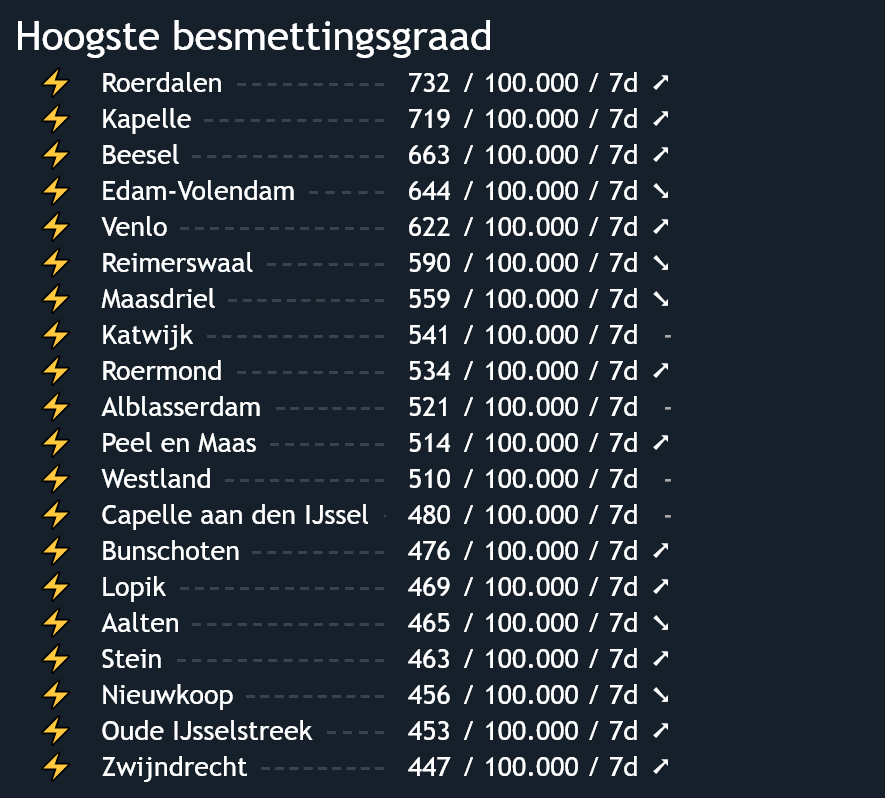 Hoogste besmettingsgraad
⚡ Roerdalen ---------- 732 / 100.000 / 7d ➚
⚡ Kapelle ------------ 719 / 100.000 / 7d ➚
⚡ Beesel ------------- 663 / 100.000 / 7d ➚
⚡ Edam-Volendam ----- 644 / 100.000 / 7d ➘
⚡ Venlo -------------- 622 / 100.000 / 7d ➚
⚡ Reimerswaal -------- 590 / 100.000 / 7d ➘
⚡ Maasdriel ----------- 559 / 100.000 / 7d ➘
⚡ Katwijk ------------ 541 / 100.000 / 7d -
⚡ Roermond ---------- 534 / 100.000 / 7d ➚
⚡ Alblasserdam ------- 521 / 100.000 / 7d -
⚡ Peel en Maas -------- 514 / 100.000 / 7d ➚
⚡ Westland ----------- 510 / 100.000 / 7d -
⚡ Capelle aan den IJssel - 480 / 100.000 / 7d -
⚡ Bunschoten --------- 476 / 100.000 / 7d ➚
⚡ Lopik -------------- 469 / 100.000 / 7d ➚
⚡ Aalten ------------- 465 / 100.000 / 7d ➘
⚡ Stein -------------- 463 / 100.000 / 7d ➚
⚡ Nieuwkoop --------- 456 / 100.000 / 7d ➘
⚡ Oude IJsselstreek ---- 453 / 100.000 / 7d ➚
⚡ Zwijndrecht -------- 447 / 100.000 / 7d ➚